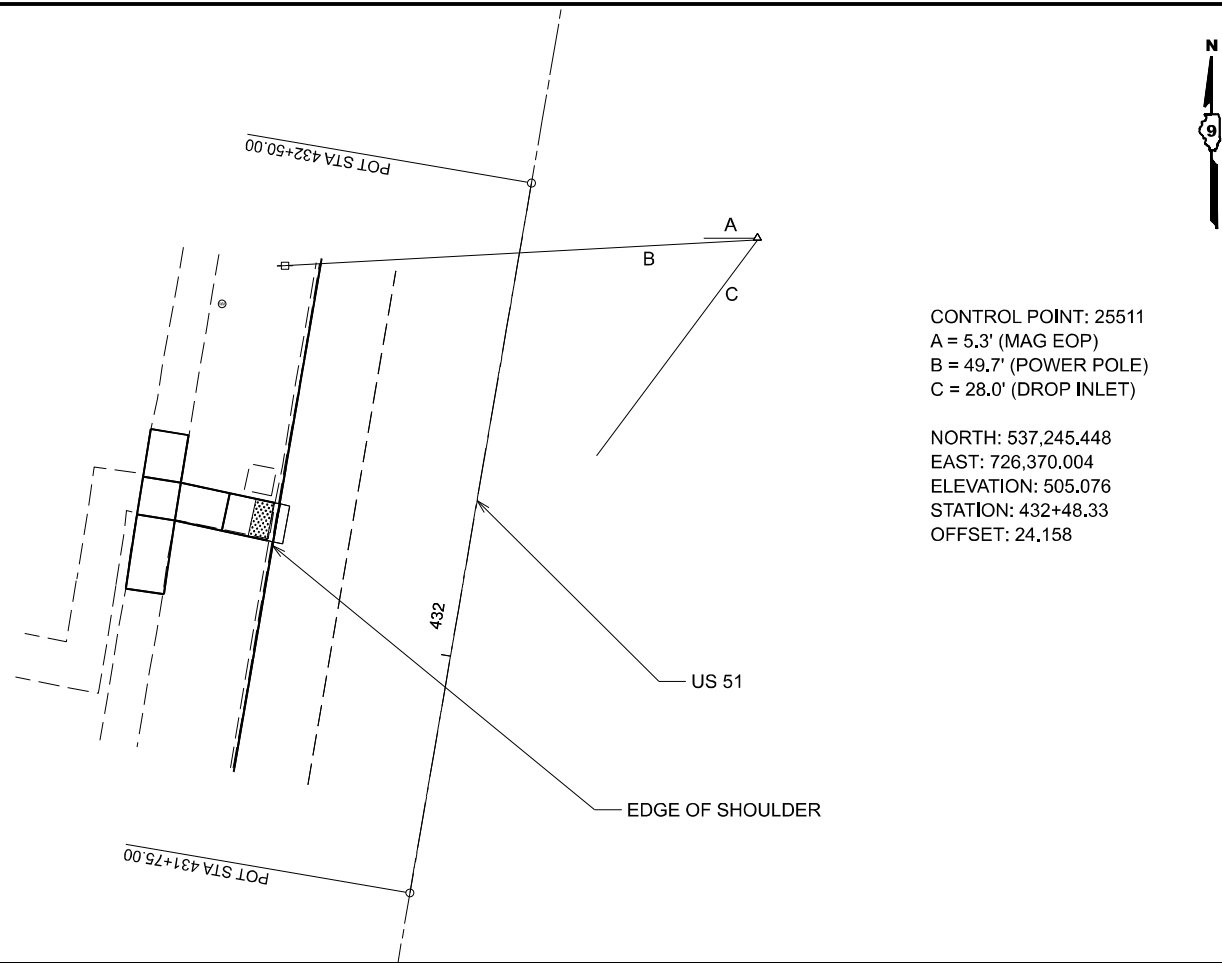 N
9
POT STA 432+50.00
A
B
C
CONTROL POINT: 25511
A = 5.3' (MAG EOP)
B = 49.7' (POWER POLE)
C = 28.0' (DROP INLET)
NORTH: 537,245.448
EAST: 726,370.004
ELEVATION: 505.076
STATION: 432+48.33
OFFSET: 24.158
432
US 51
EDGE OF SHOULDER
POT STA 431+75.00